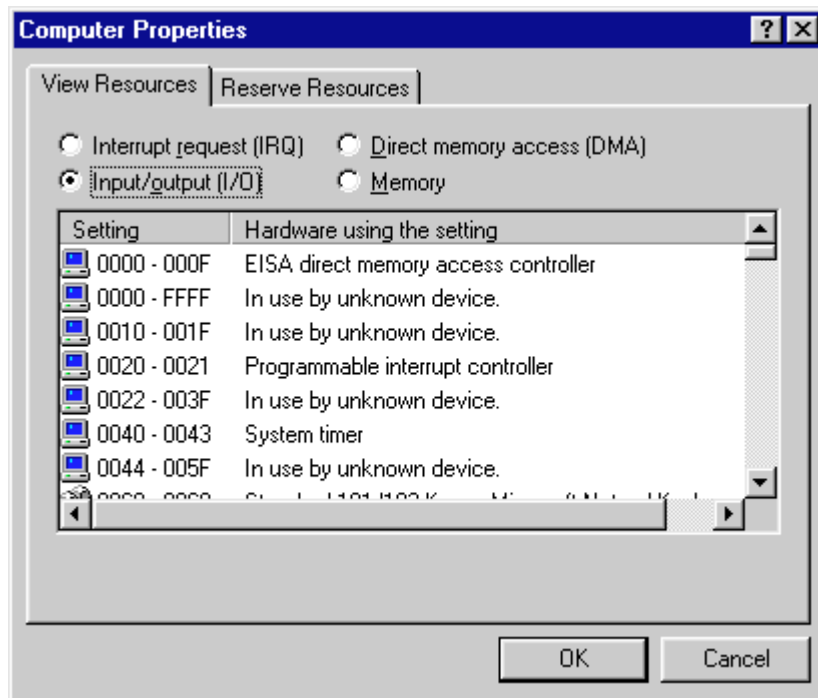 Computer Properties
View Resources Reserve Resources
Interrupt request (IRQ) Direct memory access (DMA)
Input/output (I/O) Memory
Setting Hardware using the setting
0000 - 000F EISA direct memory access controller
0000 - FFFF In use by unknown device.
0010 - 001F In use by unknown device.
0020 - 0021 Programmable interrupt controller
0022 - 003F In use by unknown device.
0040 - 0043 System timer
0044 - 005F In use by unknown device.
OK Cancel